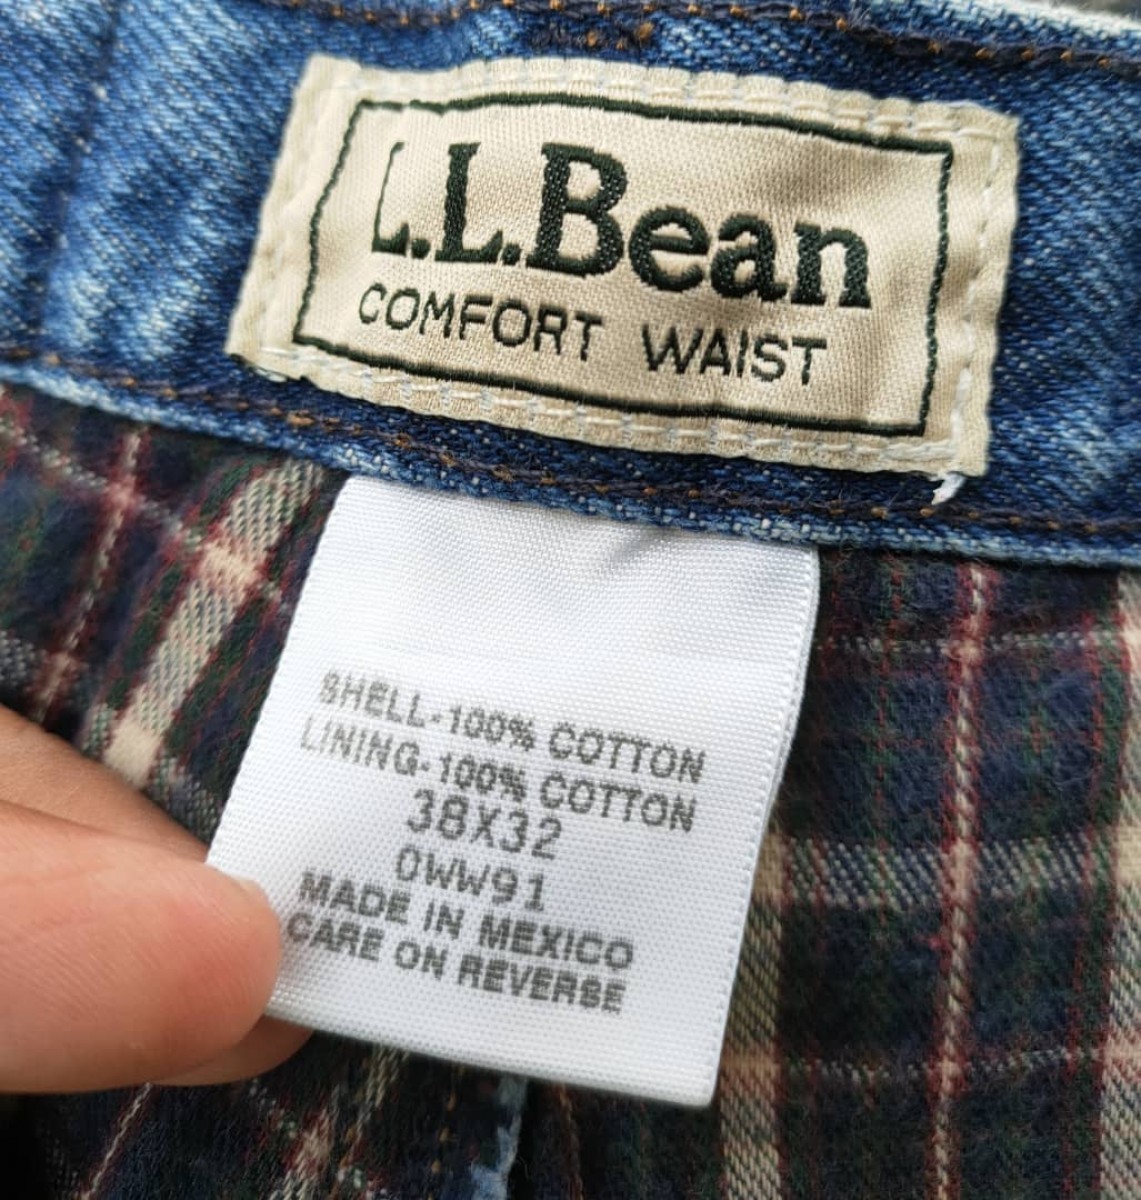 L.L.Bean
COMFORT WAIST
SHELL-100% COTTON
LINING-100% COTTON
38X32
0WW91
MADE IN MEXICO
CARE ON REVERSE